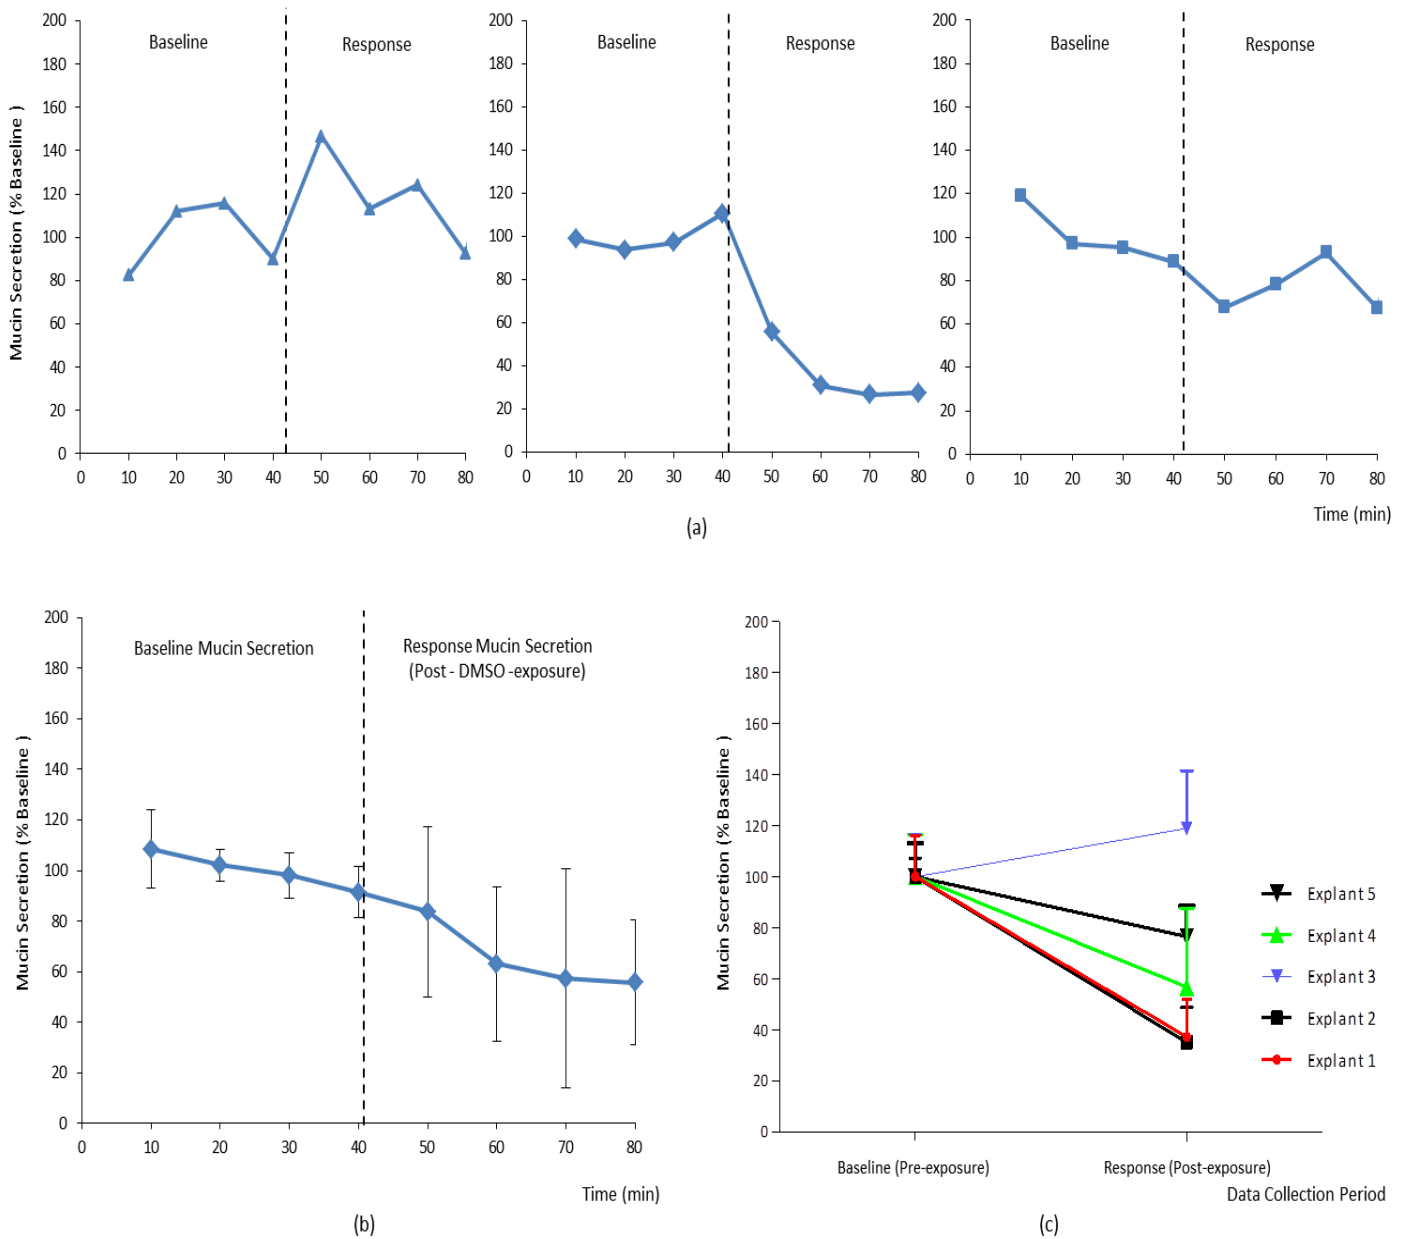 Mucin Secretion (% Baseline )
200
180
160
140
120
100
80
60
40
20
0
Baseline
Response
0 10 20 30 40 50 60 70 80
200
180
160
140
120
100
80
60
40
20
0
Baseline
Response
0 10 20 30 40 50 60 70 80
200
180
160
140
120
100
80
60
40
20
0
Baseline
Response
0 10 20 30 40 50 60 70 80
Time (min)
(a)
Mucin Secretion (% Baseline )
200
180
160
140
120
100
80
60
40
20
0
Baseline Mucin Secretion
Response Mucin Secretion
(Post - DMSO -exposure)
0 10 20 30 40 50 60 70 80
Time (min)
(b)
Mucin Secretion (% Baseline )
200
180
160
140
120
100
80
60
40
20
0
Explant 5
Explant 4
Explant 3
Explant 2
Explant 1
Baseline (Pre-exposure)
Response (Post-exposure)
Data Collection Period
(c)